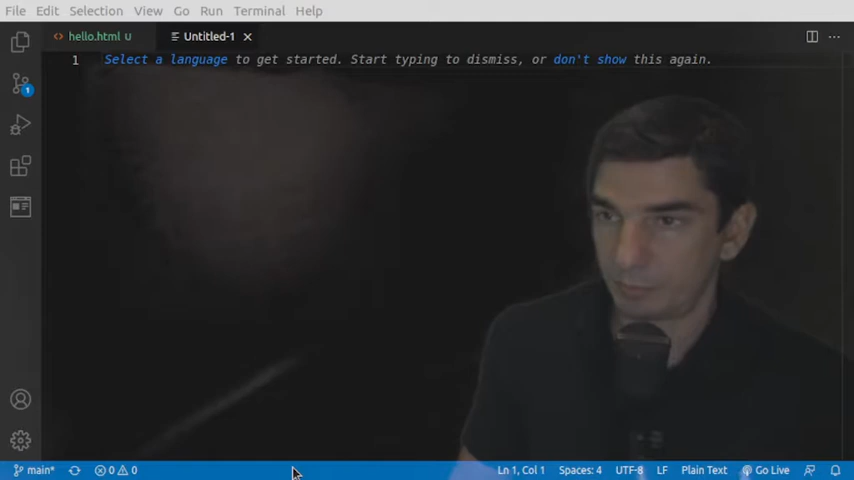 File Edit Selection View Go Run Terminal Help
hello.html U Untitled-1
1 Select a language to get started. Start typing to dismiss, or don't show this again.
1
main* 0 0 Ln 1, Col 1 Spaces: 4 UTF-8 LF Plain Text Go Live